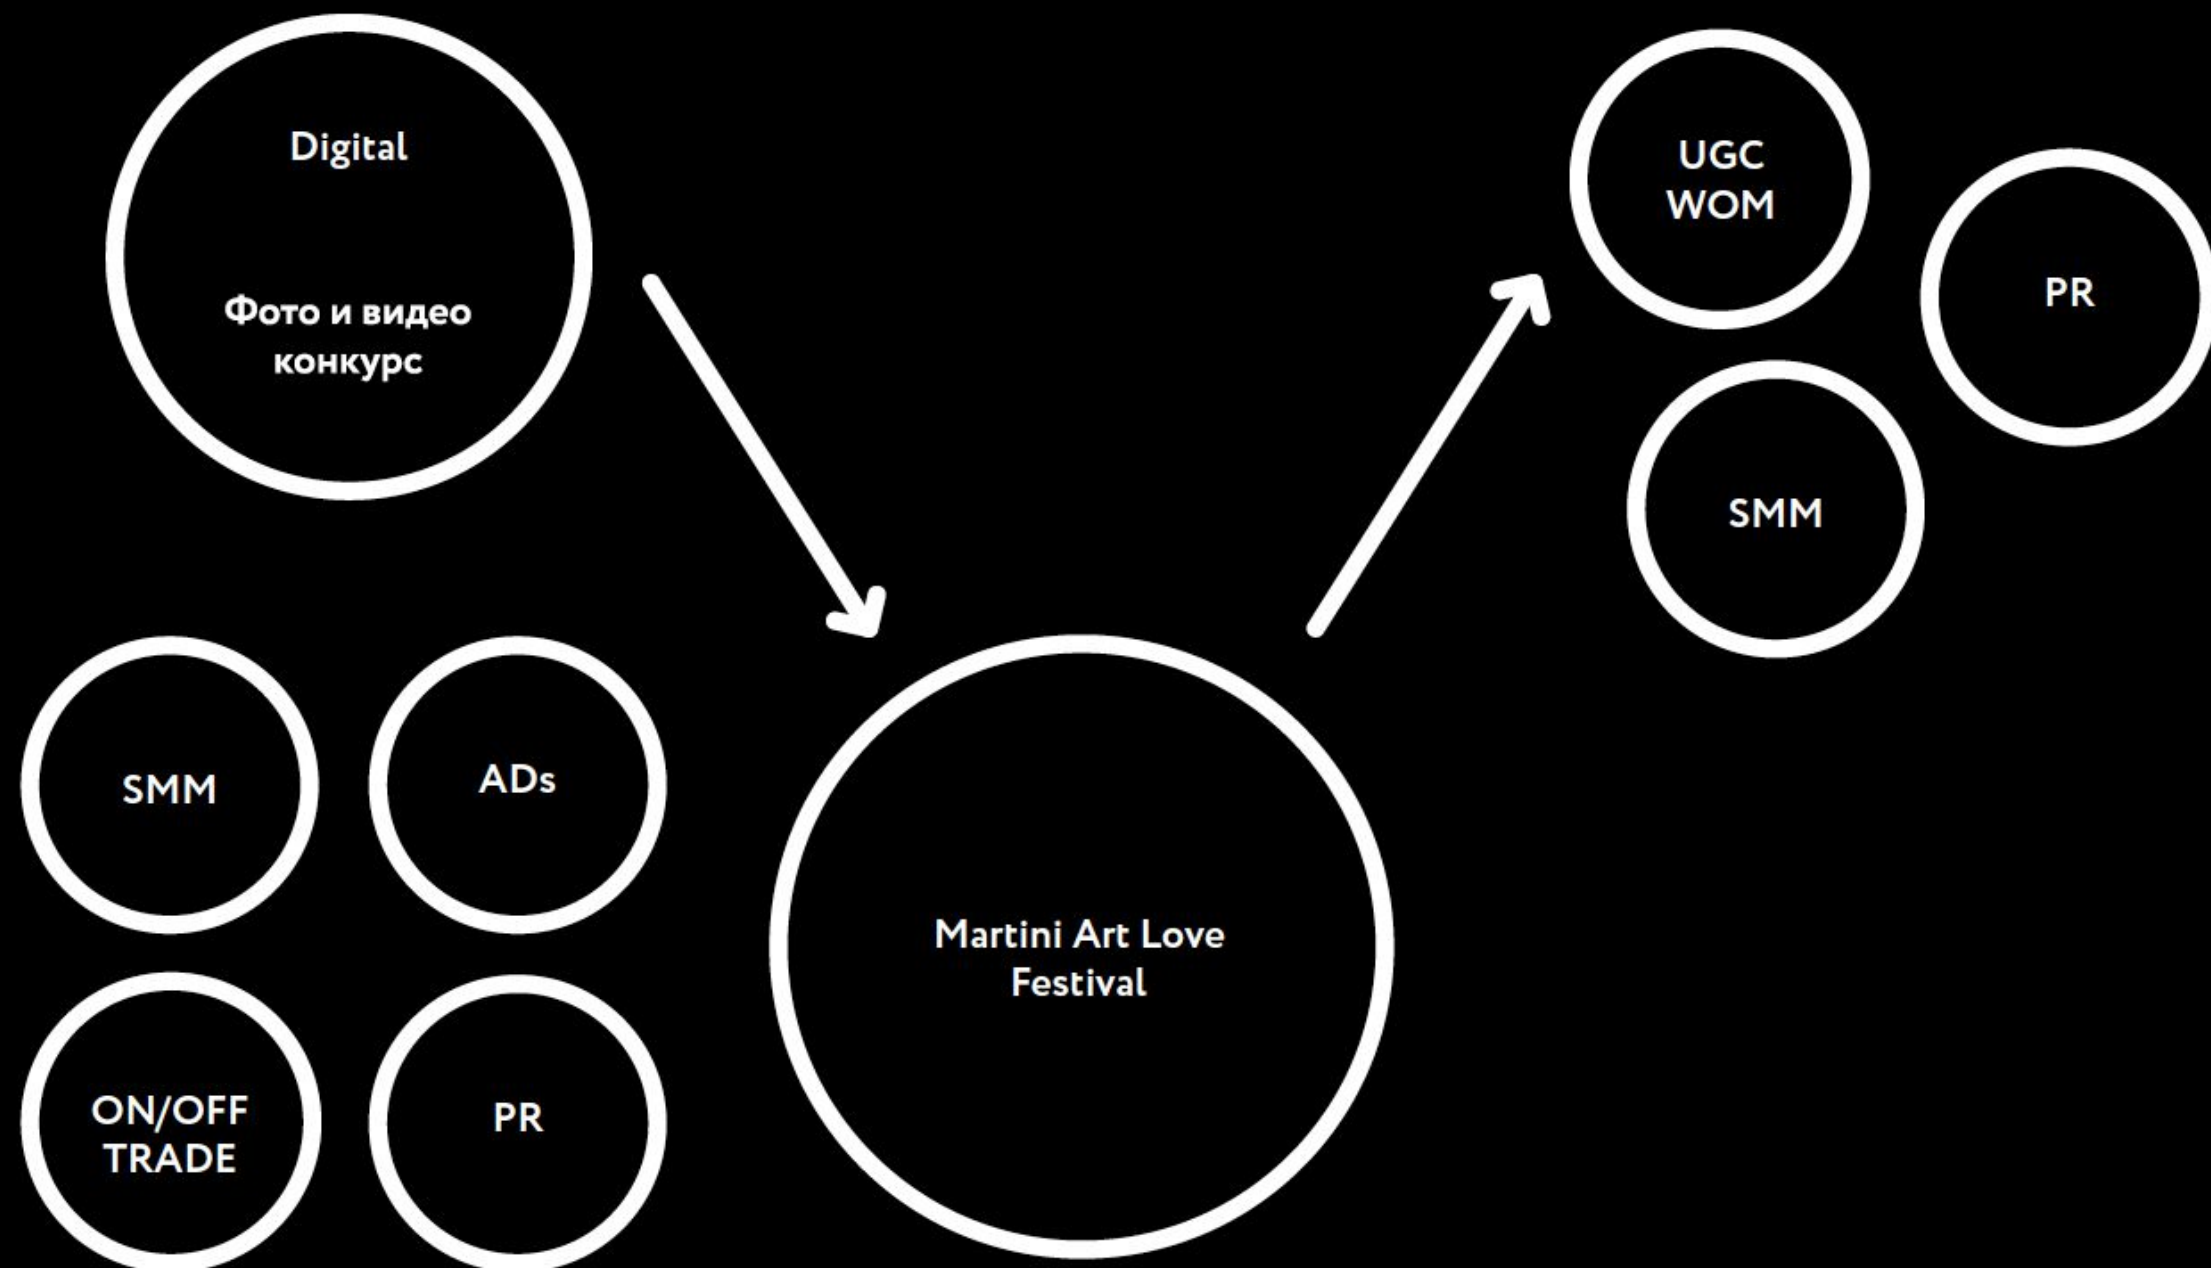 Digital
Фото и видео
конкурс
SMM
ADs
ON/OFF
TRADE
PR
Martini Art Love
Festival
UGC
WOM
PR
SMM